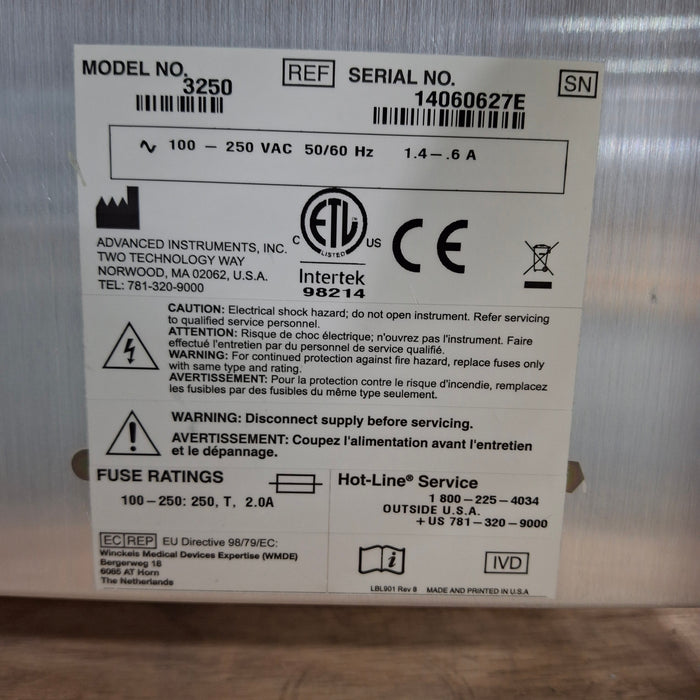 MODEL NO. 3250
REF
SERIAL NO. 14060627E
SN
∿ 100 – 250 VAC 50/60 Hz 1.4 – .6 A
ADVANCED INSTRUMENTS, INC.
TWO TECHNOLOGY WAY
NORWOOD, MA 02062, U.S.A.
TEL: 781-320-9000
C ETL US
LISTED
Intertek
98214
CE
CAUTION: Electrical shock hazard; do not open instrument. Refer servicing
to qualified service personnel.
ATTENTION: Risque de choc électrique; n'ouvrez pas l'instrument. Faire
effectué l'entretien par du personnel de service qualifié.
WARNING: For continued protection against fire hazard, replace fuses only
with same type and rating.
AVERTISSEMENT: Pour la protection contre le risque d'incendie, remplacez
les fusibles par des fusibles du même type seulement.
WARNING: Disconnect supply before servicing.
AVERTISSEMENT: Coupez l'alimentation avant l'entretien
et le dépannage.
FUSE RATINGS
100 – 250: 250, T, 2.0A
Hot-Line® Service
1 800 – 225 – 4034
OUTSIDE U.S.A.
+ US 781 – 320 – 9000
EC REP EU Directive 98/79/EC:
Winckels Medical Devices Expertise (WMDE)
Bergerweg 18
6085 AT Horn
The Netherlands
i
IVD
LBL901 Rev 8 MADE AND PRINTED IN U.S.A